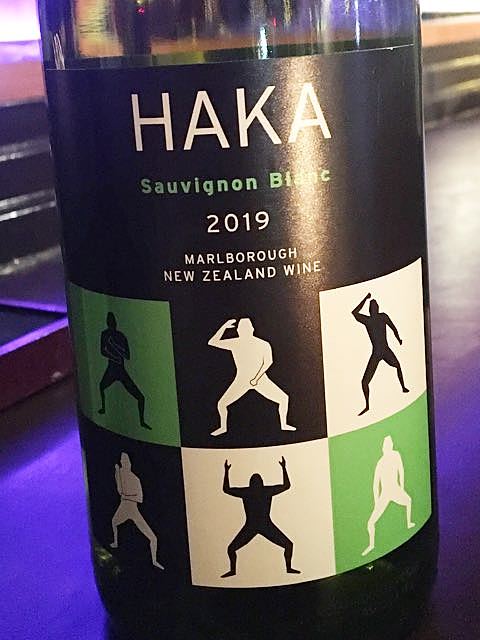 HAKA
Sauvignon Blanc
2019
MARLBOROUGH
NEW ZEALAND WINE